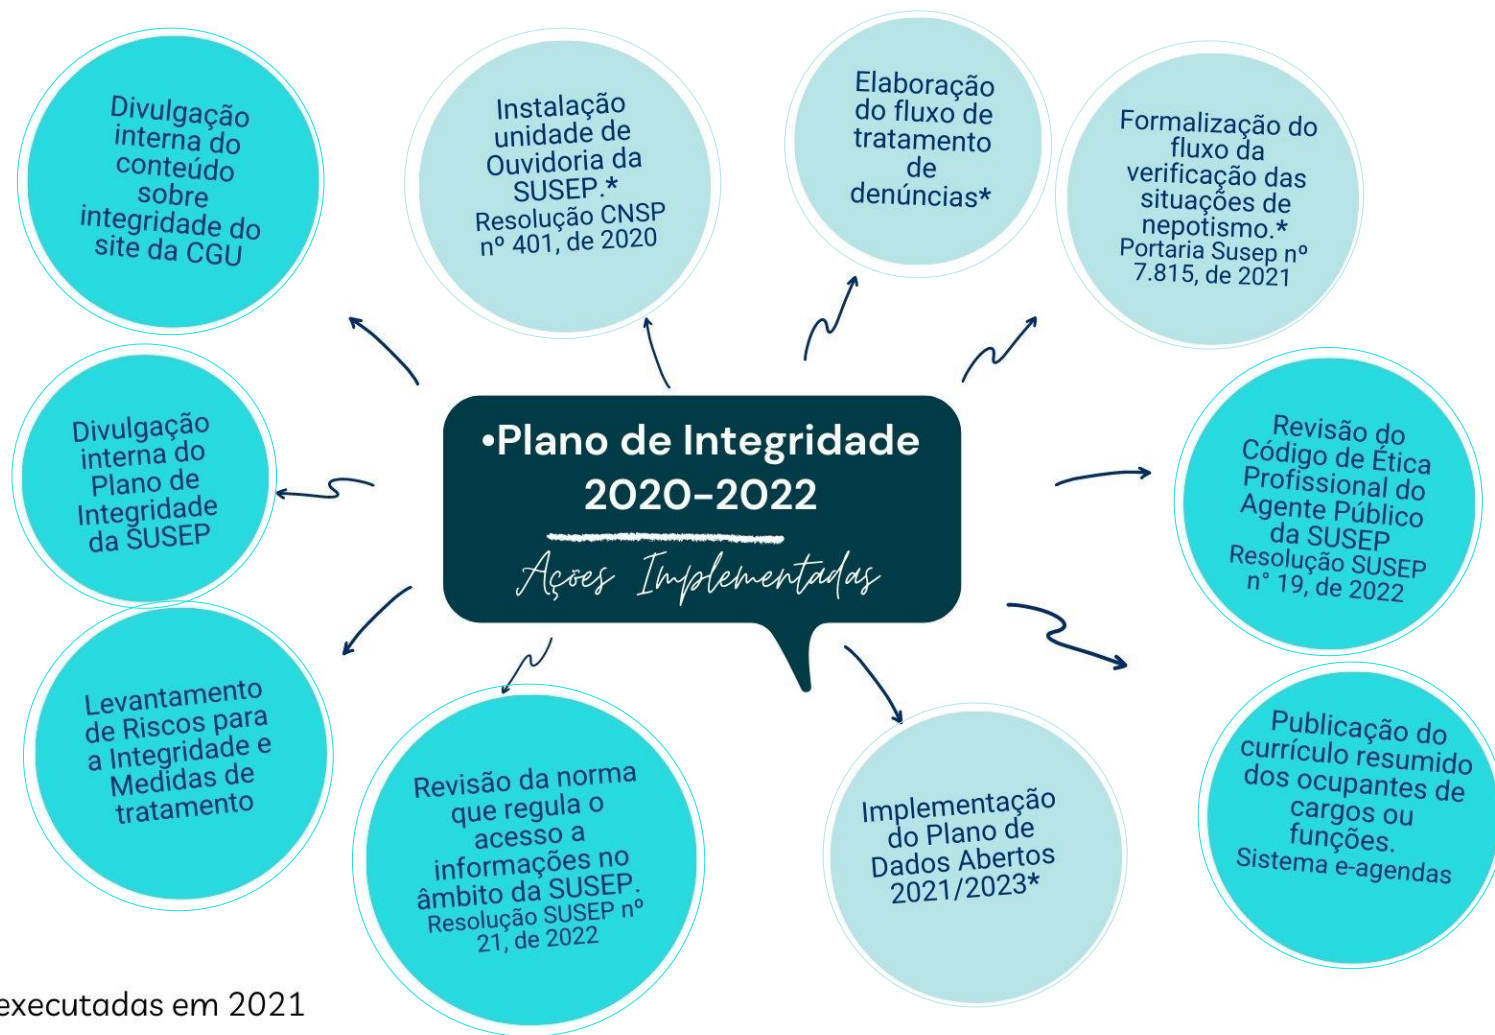 Divulgação
interna do
conteúdo
sobre
integridade do
site da CGU
Instalação
unidade de
Ouvidoria da
SUSEP.*
Resolução CNSP
nº 401, de 2020
Elaboração
do fluxo de
tratamento
de
denúncias*
Formalização do
fluxo da
verificação das
situações de
nepotismo.*
Portaria Susep nº
7.815, de 2021
Divulgação
interna do
Plano de
Integridade
da SUSEP
•Plano de Integridade
2020-2022
Ações Implementadas
Revisão do
Código de Ética
Profissional do
Agente Público
da SUSEP
Resolução SUSEP
n° 19, de 2022
Levantamento
de Riscos para
a Integridade e
Medidas de
tratamento
Revisão da norma
que regula o
acesso a
informações no
âmbito da SUSEP.
Resolução SUSEP nº
21, de 2022
Implementação
do Plano de
Dados Abertos
2021/2023*
Publicação do
currículo resumido
dos ocupantes de
cargos ou
funções.
Sistema e-agendas
executadas em 2021